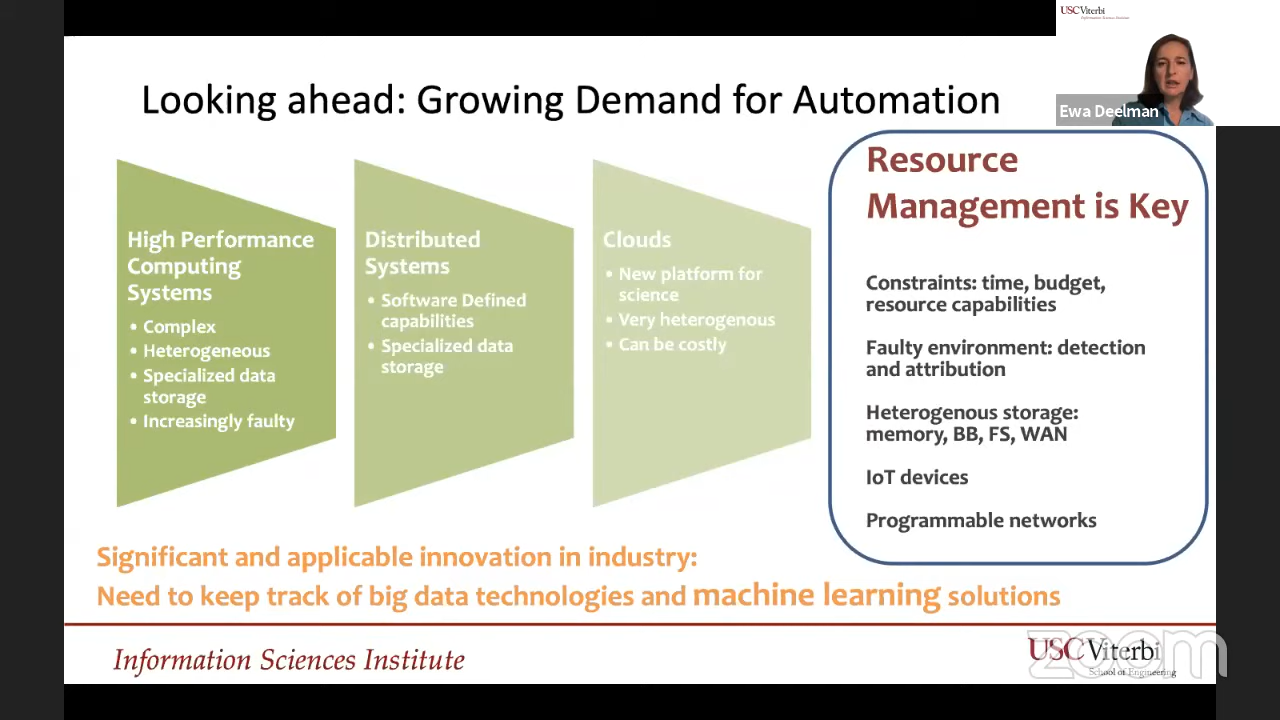 USC Viterbi
Information Sciences Institute
Ewa Deelman
Looking ahead: Growing Demand for Automation
High Performance
Computing
Systems
• Complex
• Heterogeneous
• Specialized data
storage
• Increasingly faulty
Distributed
Systems
• Software Defined
capabilities
• Specialized data
storage
Clouds
• New platform for
science
• Very heterogenous
• Can be costly
Resource
Management is Key
Constraints: time, budget,
resource capabilities
Faulty environment: detection
and attribution
Heterogenous storage:
memory, BB, FS, WAN
IoT devices
Programmable networks
Significant and applicable innovation in industry:
Need to keep track of big data technologies and machine learning solutions
Information Sciences Institute
USC Viterbi
School of Engineering
zoom